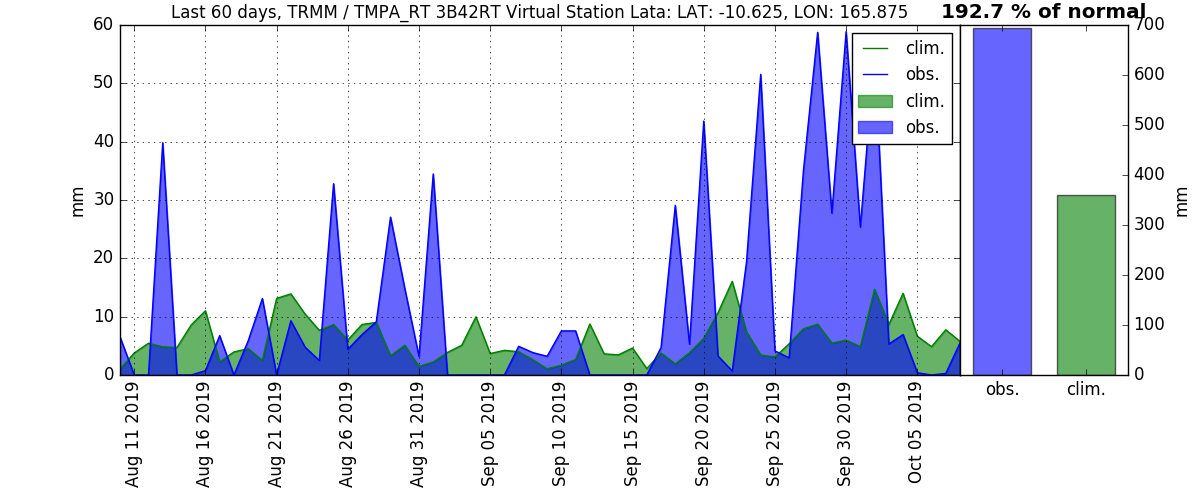 Last 60 days, TRMM / TMPA_RT 3B42RT Virtual Station Lata: LAT: -10.625, LON: 165.875
192.7 % of normal
60
50
40
30
20
10
0
mm
clim.
obs.
clim.
obs.
Aug 11 2019
Aug 16 2019
Aug 21 2019
Aug 26 2019
Aug 31 2019
Sep 05 2019
Sep 10 2019
Sep 15 2019
Sep 20 2019
Sep 25 2019
Sep 30 2019
Oct 05 2019
700
600
500
400
300
200
100
0
mm
obs.
clim.